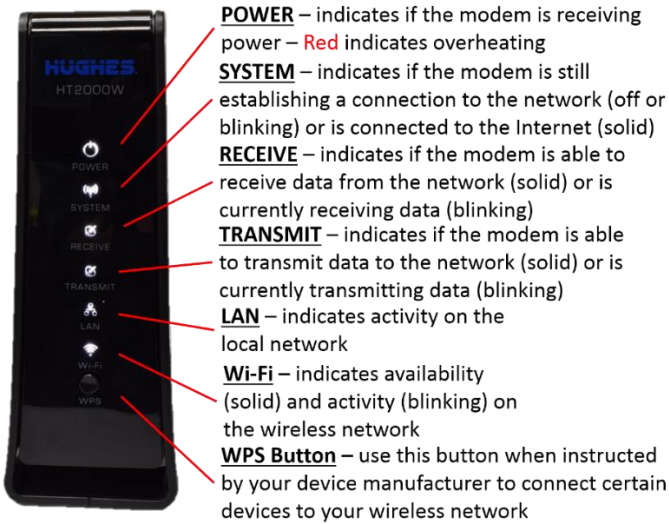 HUGHES.
HT2000W
POWER
SYSTEM
RECEIVE
TRANSMIT
LAN
Wi-Fi
WPS
POWER – indicates if the modem is receiving
power – Red indicates overheating
SYSTEM – indicates if the modem is still
establishing a connection to the network (off or
blinking) or is connected to the Internet (solid)
RECEIVE – indicates if the modem is able to
receive data from the network (solid) or is
currently receiving data (blinking)
TRANSMIT – indicates if the modem is able
to transmit data to the network (solid) or is
currently transmitting data (blinking)
LAN – indicates activity on the
local network
Wi-Fi – indicates availability
(solid) and activity (blinking) on
the wireless network
WPS Button – use this button when instructed
by your device manufacturer to connect certain
devices to your wireless network